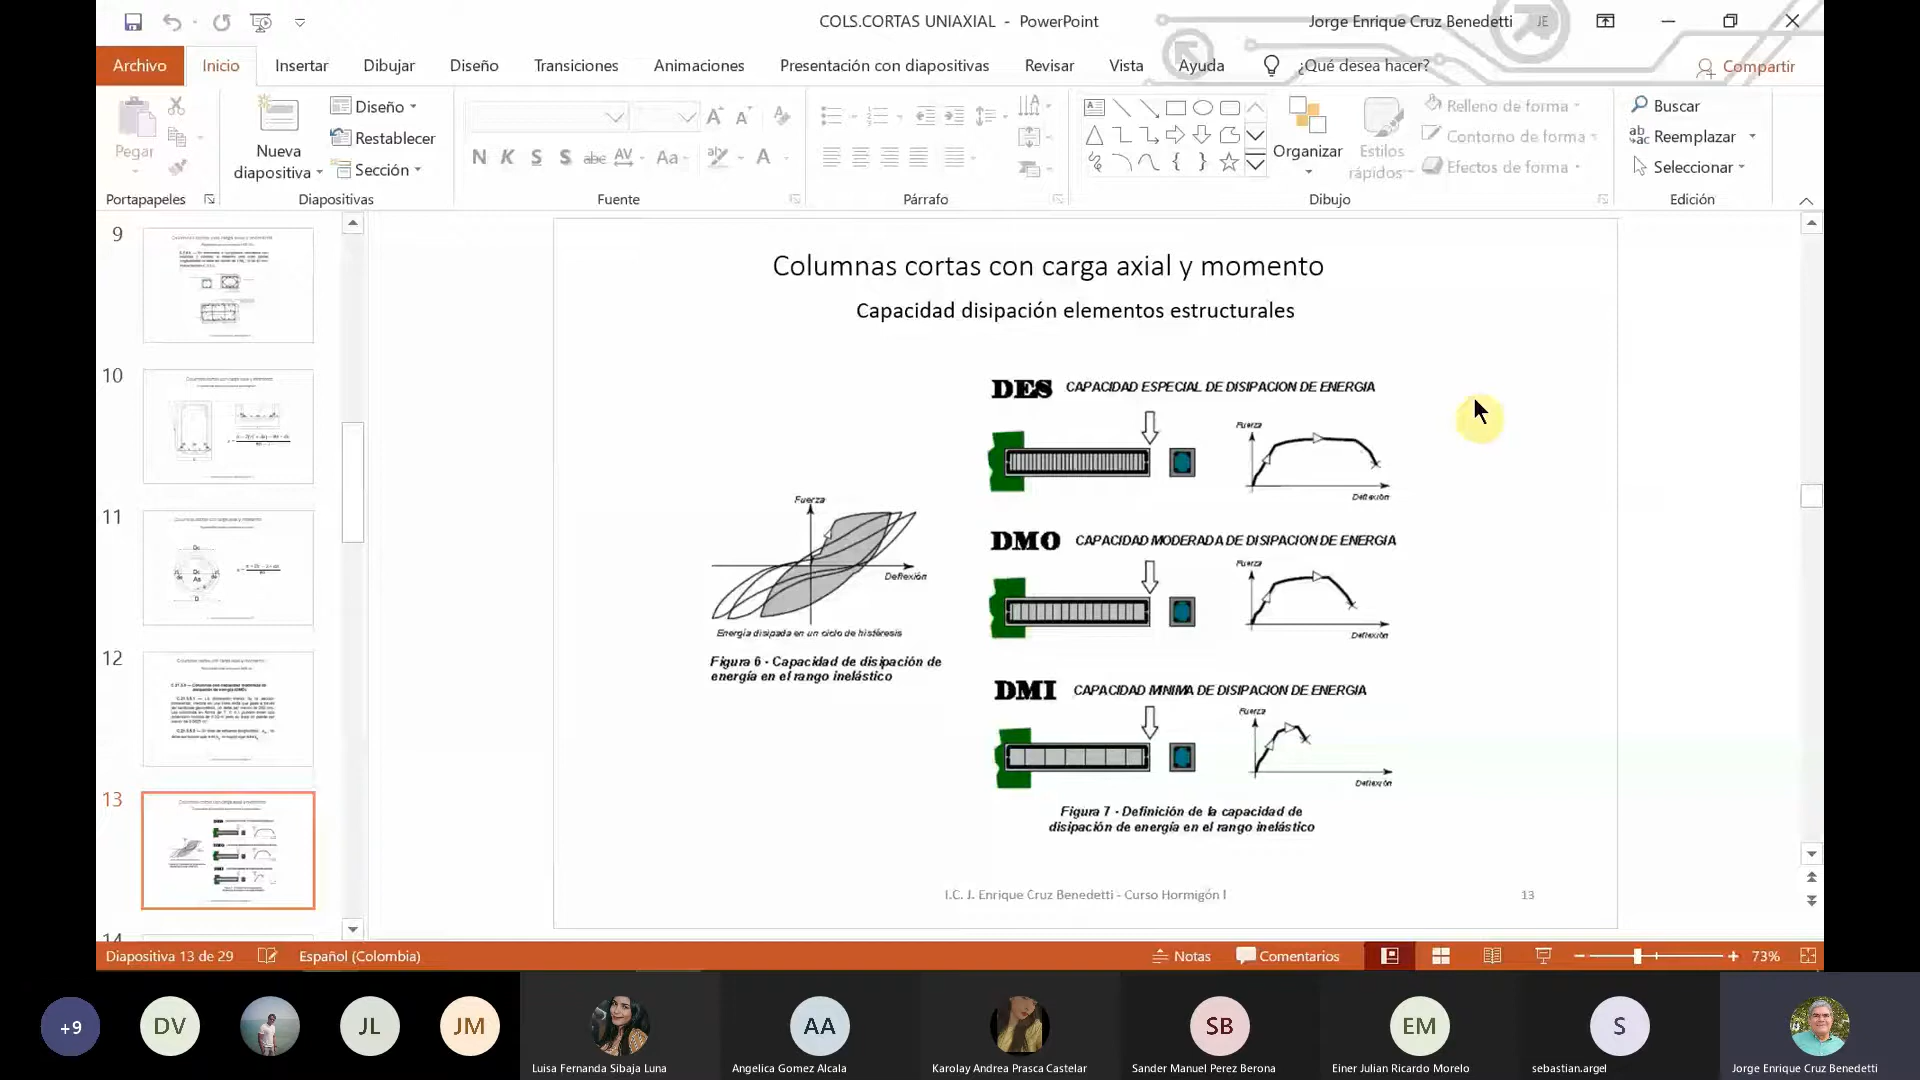 COLS.CORTAS UNIAXIAL - PowerPoint
Jorge Enrique Cruz Benedetti
JE
Archivo
Inicio
Insertar
Dibujar
Diseño
Transiciones
Animaciones
Presentación con diapositivas
Revisar
Vista
Ayuda
¿Qué desea hacer?
Compartir
Pegar
Nueva diapositiva
Diseño
Restablecer
Sección
Portapapeles
Diapositivas
N K S S abc AV Aa A
Fuente
Párrafo
Organizar
Estilos rápidos
Relleno de forma
Contorno de forma
Efectos de forma
Dibujo
Buscar
Reemplazar
Seleccionar
Edición
9
10
11
12
13
14
Columnas cortas con carga axial y momento
Capacidad disipación elementos estructurales
Fuerza
Deflexión
Energía disipada en un ciclo de histéresis
Figura 6 - Capacidad de disipación de
energía en el rango inelástico
DES CAPACIDAD ESPECIAL DE DISIPACION DE ENERGIA
Fuerza
Deflexión
DMO CAPACIDAD MODERADA DE DISIPACION DE ENERGIA
Fuerza
Deflexión
DMI CAPACIDAD MINIMA DE DISIPACION DE ENERGIA
Fuerza
Deflexión
Figura 7 - Definición de la capacidad de
disipación de energía en el rango inelástico
I.C. J. Enrique Cruz Benedetti - Curso Hormigón I
13
Diapositiva 13 de 29
Español (Colombia)
Notas
Comentarios
73%
+9
DV
JL
JM
AA
SB
EM
S
Luisa Fernanda Sibaja Luna
Angelica Gomez Alcala
Karolay Andrea Prasca Castelar
Sander Manuel Perez Berona
Einer Julian Ricardo Morelo
sebastian.argel
Jorge Enrique Cruz Benedetti